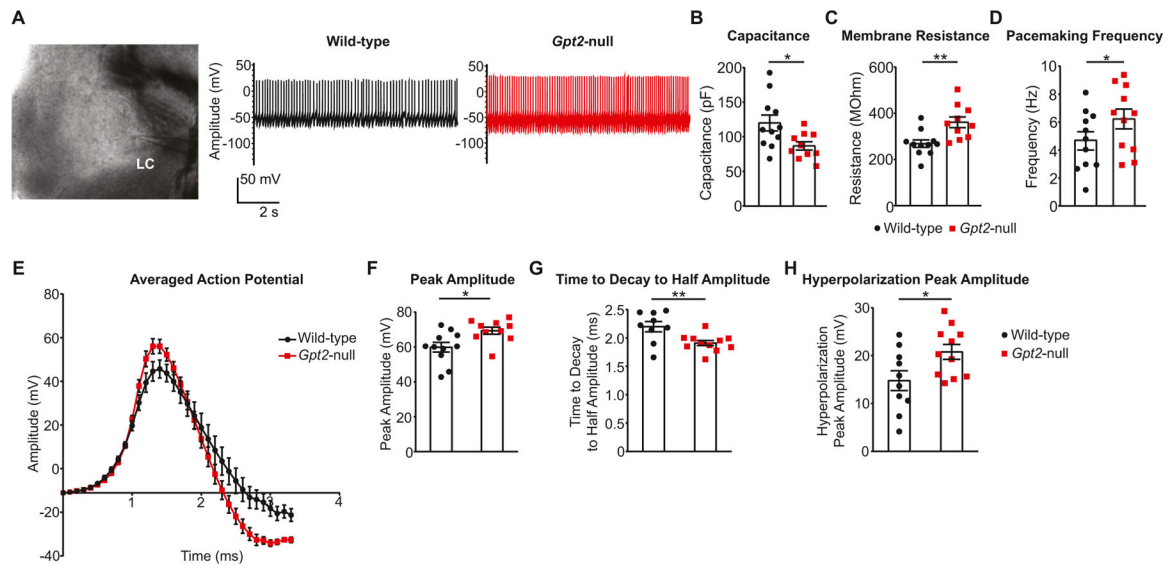 A
LC
Wild-type
Gpt2-null
Amplitude (mV)
50
0
-50
-100
50
0
-50
-100
50 mV
2 s
B
Capacitance
*
Capacitance (pF)
200
150
100
50
0
C
Membrane Resistance
**
Resistance (MOhm)
600
400
200
0
D
Pacemaking Frequency
*
Frequency (Hz)
10
8
6
4
2
0
Wild-type Gpt2-null
E
Averaged Action Potential
Amplitude (mV)
80
60
40
20
0
-20
-40
1 2 3 4
Time (ms)
Wild-type
Gpt2-null
F
Peak Amplitude
*
Peak Amplitude (mV)
80
60
40
20
0
G
Time to Decay to Half Amplitude
**
Time to Decay
to Half Amplitude (ms)
2.5
2.0
1.5
1.0
0.5
0
H
Hyperpolarization Peak Amplitude
*
Hyperpolarization
Peak Amplitude (mV)
30
20
10
0
Wild-type
Gpt2-null